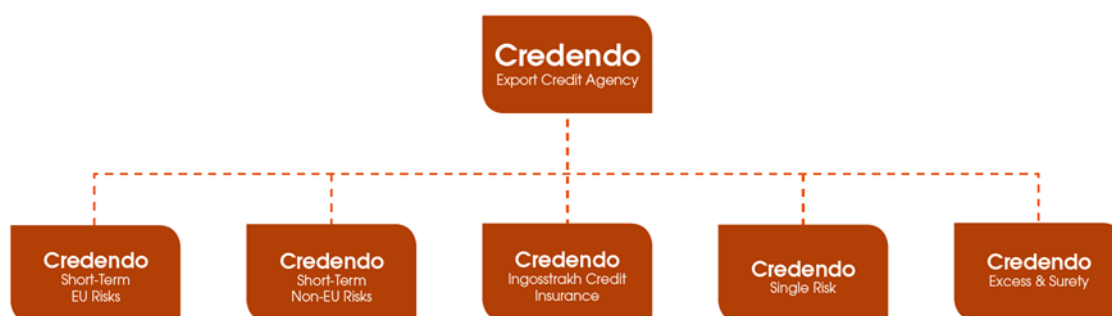 Credendo
Export Credit Agency
Credendo
Short-Term
EU Risks
Credendo
Short-Term
Non-EU Risks
Credendo
Ingosstrakh Credit
Insurance
Credendo
Single Risk
Credendo
Excess & Surety